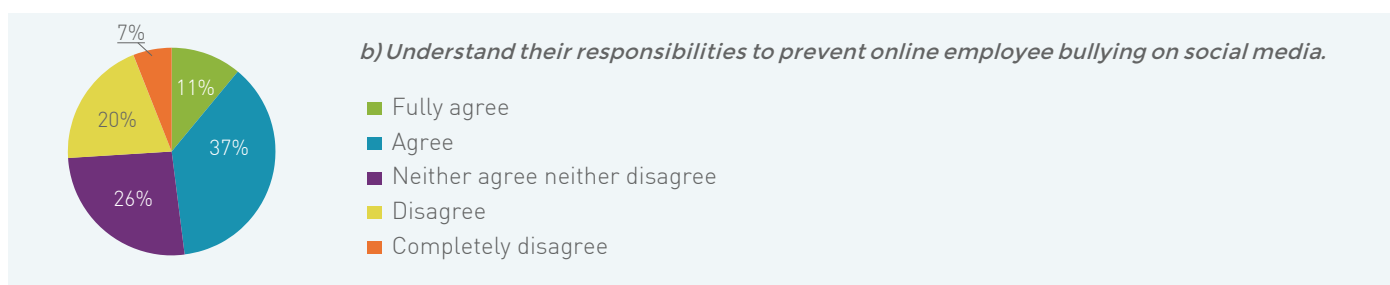 7%
11%
37%
26%
20%
b) Understand their responsibilities to prevent online employee bullying on social media.
Fully agree
Agree
Neither agree neither disagree
Disagree
Completely disagree